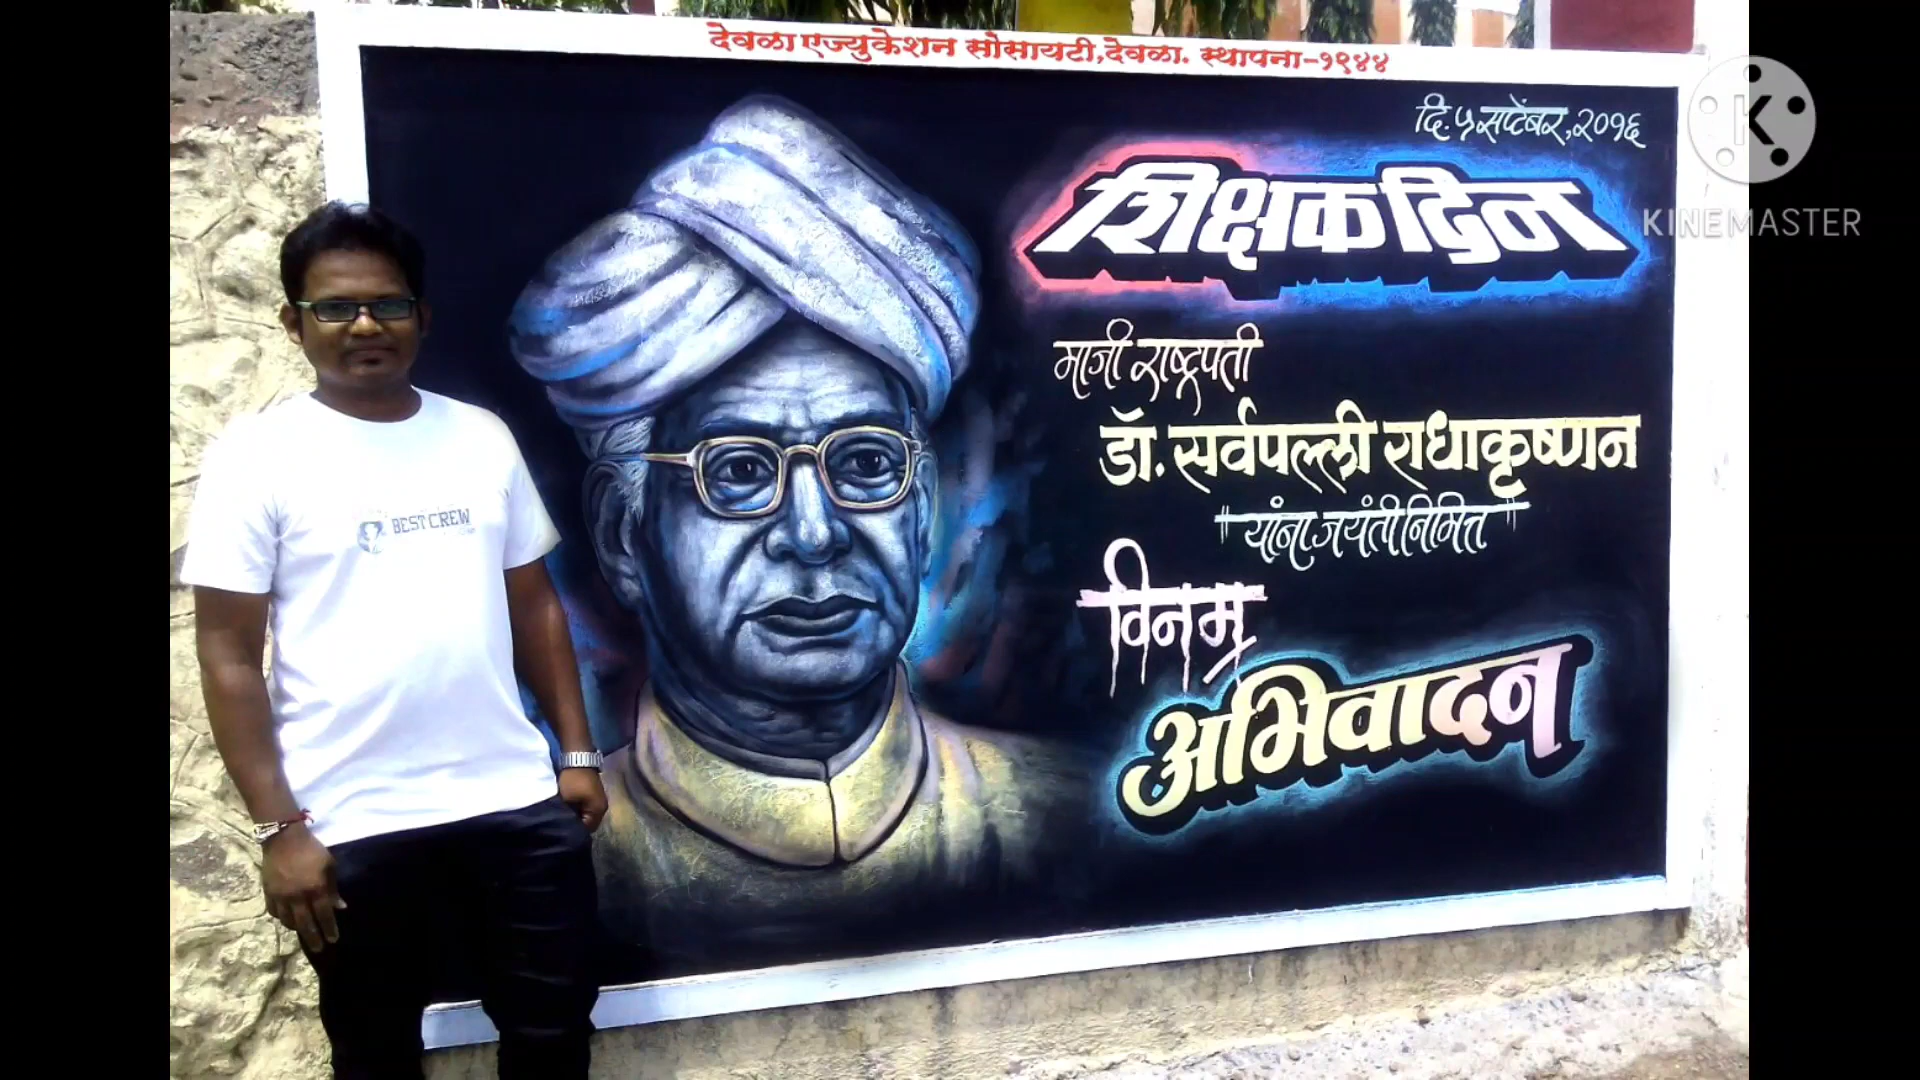 देवळा एज्युकेशन सोसायटी,देवळा. स्थापना-१९४४
दि.५ सप्टेंबर,२०१६
शिक्षक दिन
माजी राष्ट्रपती
डॉ. सर्वपल्ली राधाकृष्णन
"यांना जयंती निमित्त"
विनम्र
अभिवादन
BEST CREW
K
KINEMASTER